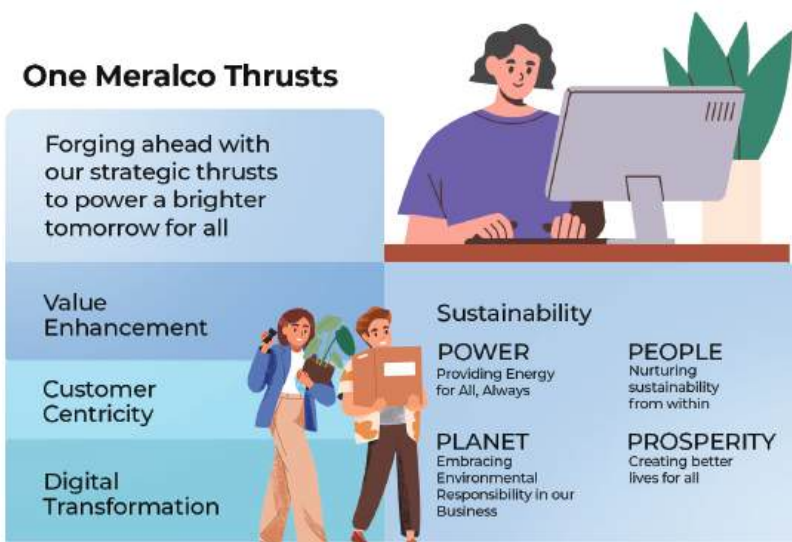 One Meralco Thrusts
Forging ahead with
our strategic thrusts
to power a brighter
tomorrow for all
Value
Enhancement
Customer
Centricity
Digital
Transformation
Sustainability
POWER
Providing Energy
for All, Always
PEOPLE
Nurturing
sustainability
from within
PLANET
Embracing
Environmental
Responsibility in our
Business
PROSPERITY
Creating better
lives for all